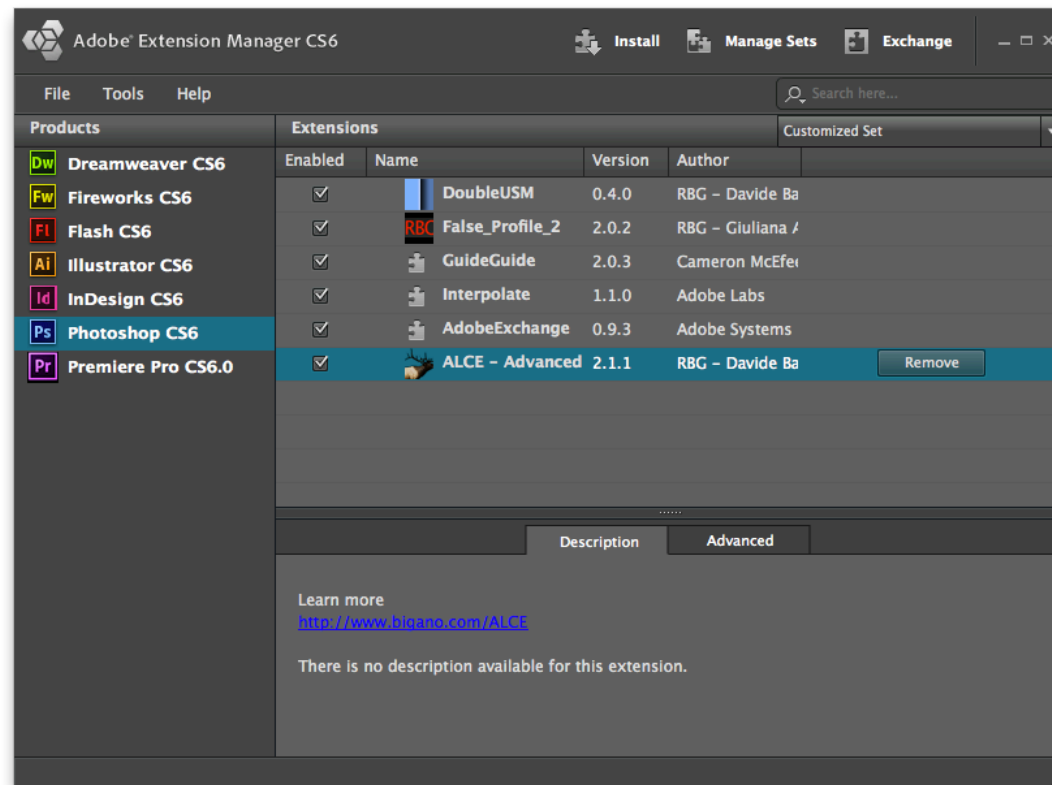 Adobe® Extension Manager CS6 Install Manage Sets Exchange
File Tools Help Search here...
Products Extensions Customized Set
Enabled Name Version Author
Dw Dreamweaver CS6
Fw Fireworks CS6
Fl Flash CS6
Ai Illustrator CS6
Id InDesign CS6
Ps Photoshop CS6
Pr Premiere Pro CS6.0
DoubleUSM 0.4.0 RBG – Davide Ba
RBG False_Profile_2 2.0.2 RBG – Giuliana
GuideGuide 2.0.3 Cameron McEfee
Interpolate 1.1.0 Adobe Labs
AdobeExchange 0.9.3 Adobe Systems
ALCE – Advanced 2.1.1 RBG – Davide Ba Remove
Description Advanced
Learn more
http://www.bigano.com/ALCE
There is no description available for this extension.